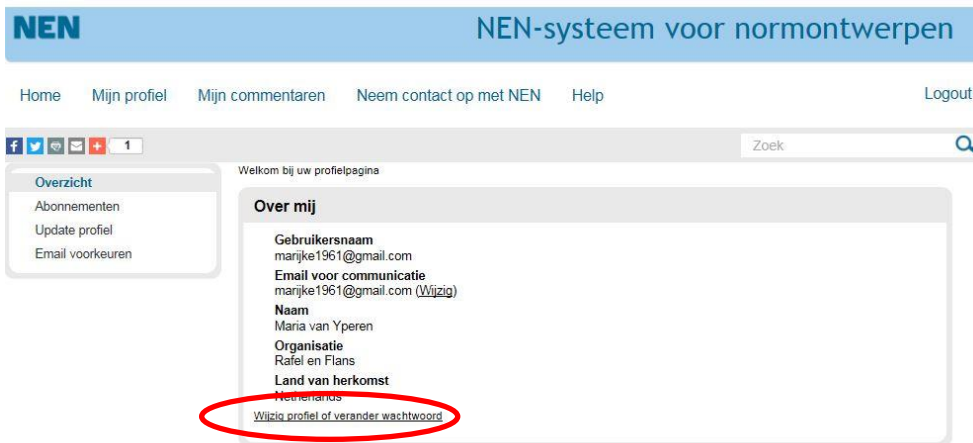 NEN
NEN-systeem voor normontwerpen
Home Mijn profiel Mijn commentaren Neem contact op met NEN Help Logout
f 1 Zoek
Welkom bij uw profielpagina
Overzicht
Abonnementen
Update profiel
Email voorkeuren
Over mij
Gebruikersnaam
marijke1961@gmail.com
Email voor communicatie
marijke1961@gmail.com (Wijzig)
Naam
Maria van Yperen
Organisatie
Rafel en Flans
Land van herkomst
Netherlands
Wijzig profiel of verander wachtwoord